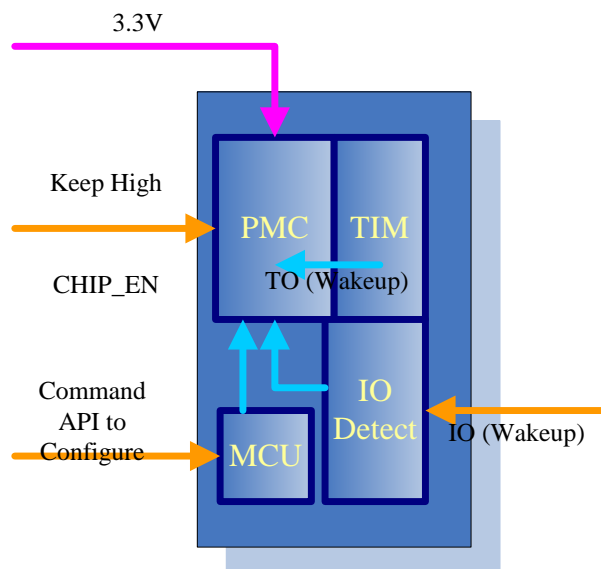 3.3V
Keep High
PMC
TIM
CHIP_EN
TO (Wakeup)
Command
API to
Configure
IO
Detect
IO (Wakeup)
MCU